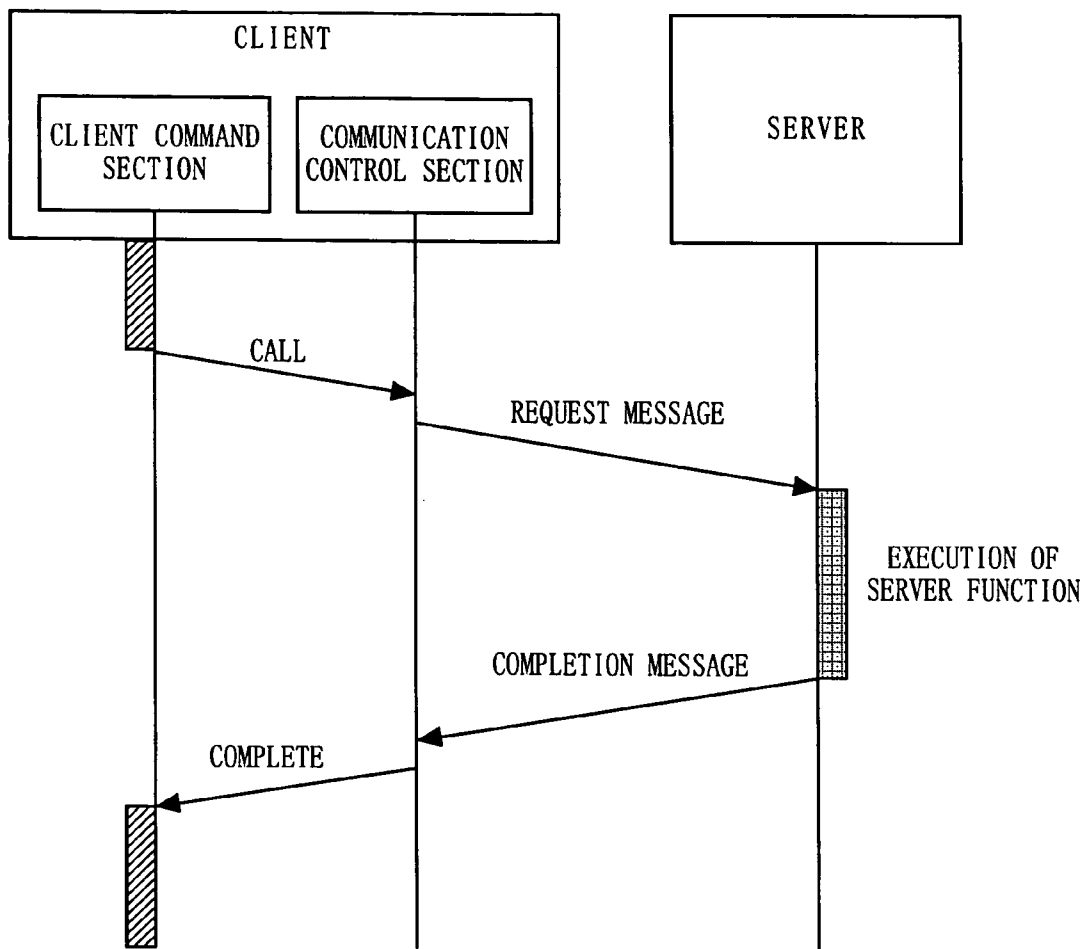 CLIENT
CLIENT COMMAND
SECTION
COMMUNICATION
CONTROL SECTION
SERVER
CALL
REQUEST MESSAGE
EXECUTION OF
SERVER FUNCTION
COMPLETION MESSAGE
COMPLETE